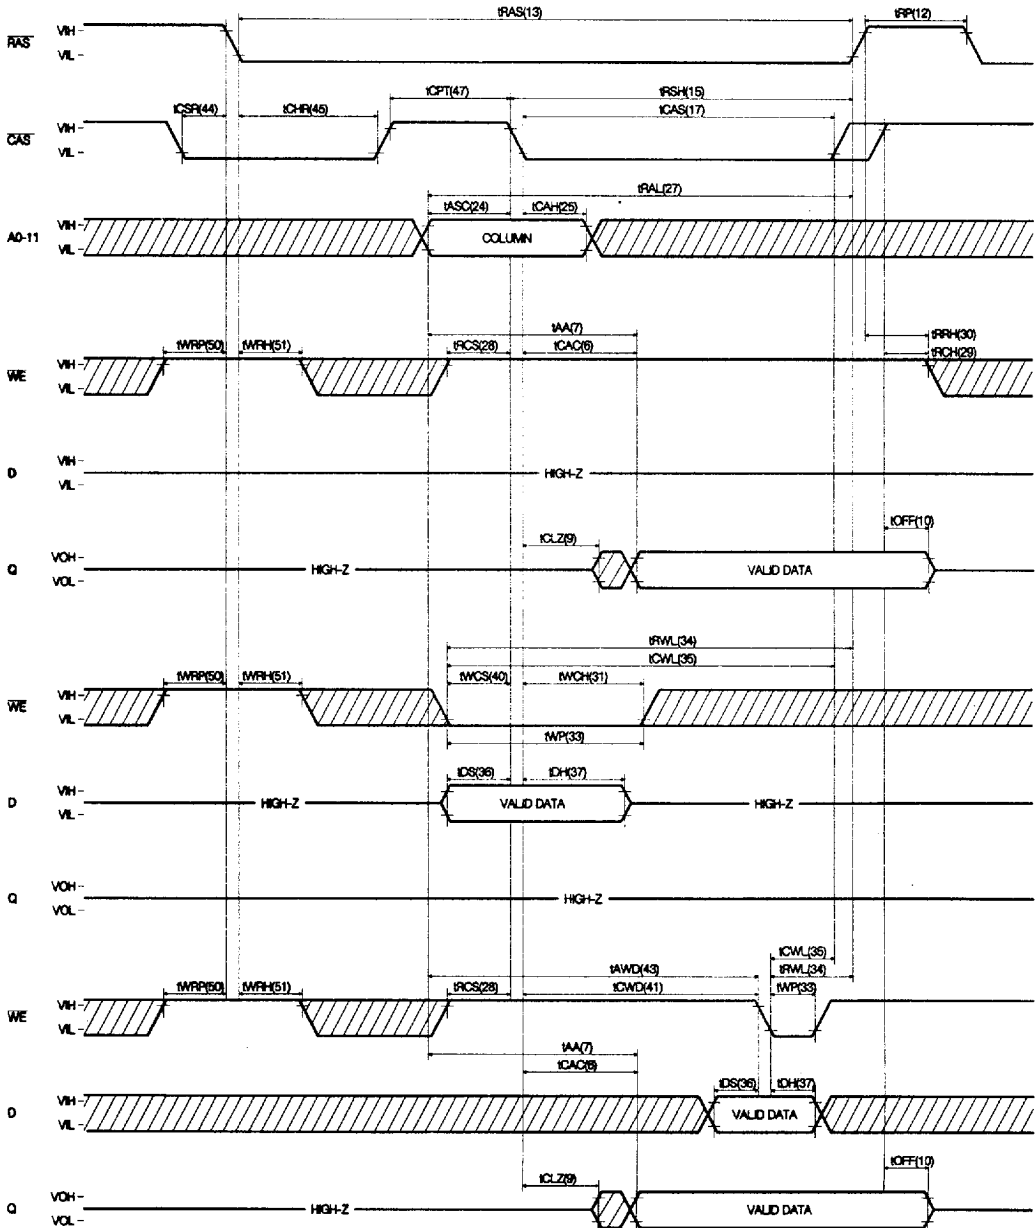 tRAS(13) tRP(12)
RAS VIH
VIL
tCPT(47) tRSH(15)
tCSR(44) tCHR(45) tCAS(17)
CAS VIH
VIL
tRAL(27)
tASC(24) tCAH(25)
A0-11 VIH
VIL COLUMN
tAA(7) tRRH(30)
tWRP(50) tWRH(51) tRCS(28) tCAC(6) tRCH(29)
WE VIH
VIL
D VIH
VIL HIGH-Z
tCLZ(9) tOFF(10)
Q VOH
VOL HIGH-Z VALID DATA
tRWL(34)
tCWL(35)
tWRP(50) tWRH(51) tWCS(40) tWCH(31)
WE VIH
VIL
tWP(33)
tDS(36) tDH(37)
D VIH
VIL HIGH-Z VALID DATA HIGH-Z
Q VOH
VOL HIGH-Z
tCWL(35)
tAWD(43) tRWL(34)
tWRP(50) tWRH(51) tRCS(28) tCWD(41) tWP(33)
WE VIH
VIL
tAA(7)
tCAC(6) tDS(36) tDH(37)
D VIH
VIL VALID DATA
tCLZ(9) tOFF(10)
Q VOH
VOL HIGH-Z VALID DATA